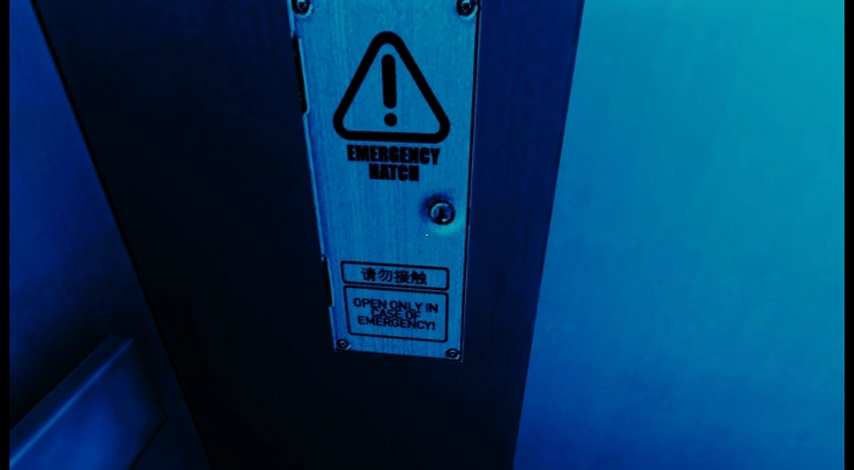 EMERGENCY
HATCH
请勿接触
OPEN ONLY IN
CASE OF
EMERGENCY!